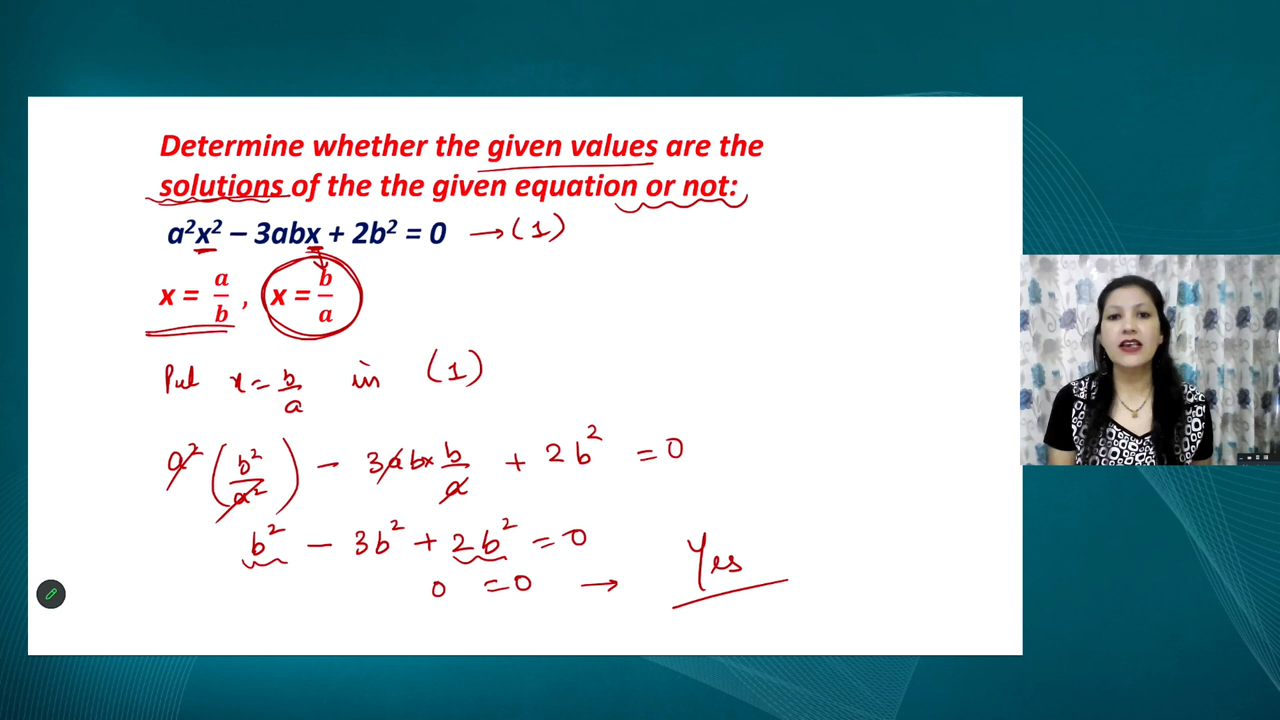 Determine whether the given values are the
solutions of the the given equation or not:
a²x² – 3abx + 2b² = 0 → (1)
x = a/b , x = b/a
Put x = b/a in (1)
a² (b²/a²) – 3ab × b/a + 2b² = 0
b² – 3b² + 2b² = 0
0 = 0 → Yes